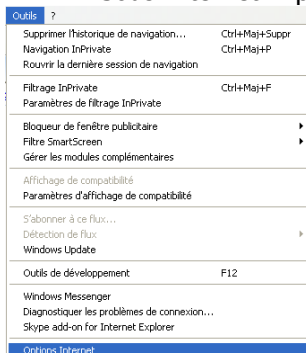 Outils ?
Supprimer l'historique de navigation... Ctrl+Maj+Suppr
Navigation InPrivate Ctrl+Maj+P
Rouvrir la dernière session de navigation
Filtrage InPrivate Ctrl+Maj+F
Paramètres de filtrage InPrivate
Bloqueur de fenêtre publicitaire
Filtre SmartScreen
Gérer les modules complémentaires
Affichage de compatibilité
Paramètres d'affichage de compatibilité
S'abonner à ce flux...
Détection de flux
Windows Update
Outils de développement F12
Windows Messenger
Diagnostiquer les problèmes de connexion...
Skype add-on for Internet Explorer
Options Internet